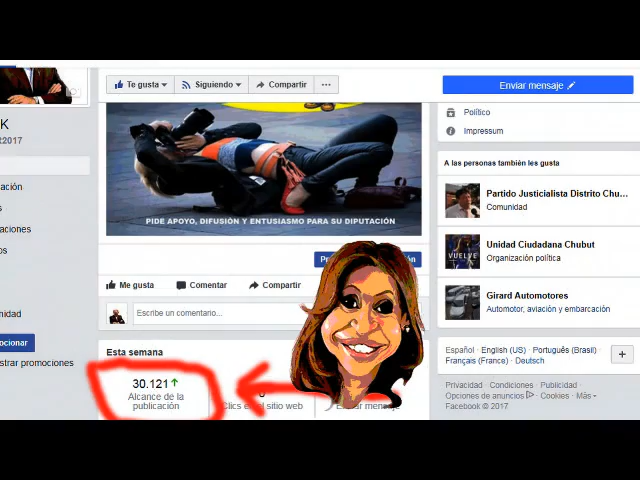 Te gusta
Siguiendo
Compartir
Enviar mensaje
K
2017
Político
Impressum
A las personas también les gusta
ación
s
aciones
os
Partido Justicialista Distrito Chu...
Comunidad
PIDE APOYO, DIFUSIÓN Y ENTUSIASMO PARA SU DIPUTACIÓN
VUELVE
Unidad Ciudadana Chubut
Organización política
Me gusta
Comentar
Compartir
Girard Automotores
Automotor, aviación y embarcación
nidad
Escribe un comentario...
ocionar
strar promociones
Esta semana
Español · English (US) · Português (Brasil) ·
Français (France) · Deutsch
30.121
Alcance de la
publicación
0
Clics en el sitio web
Enviar mensaje
Privacidad · Condiciones · Publicidad ·
Opciones de anuncios · Cookies · Más
Facebook © 2017